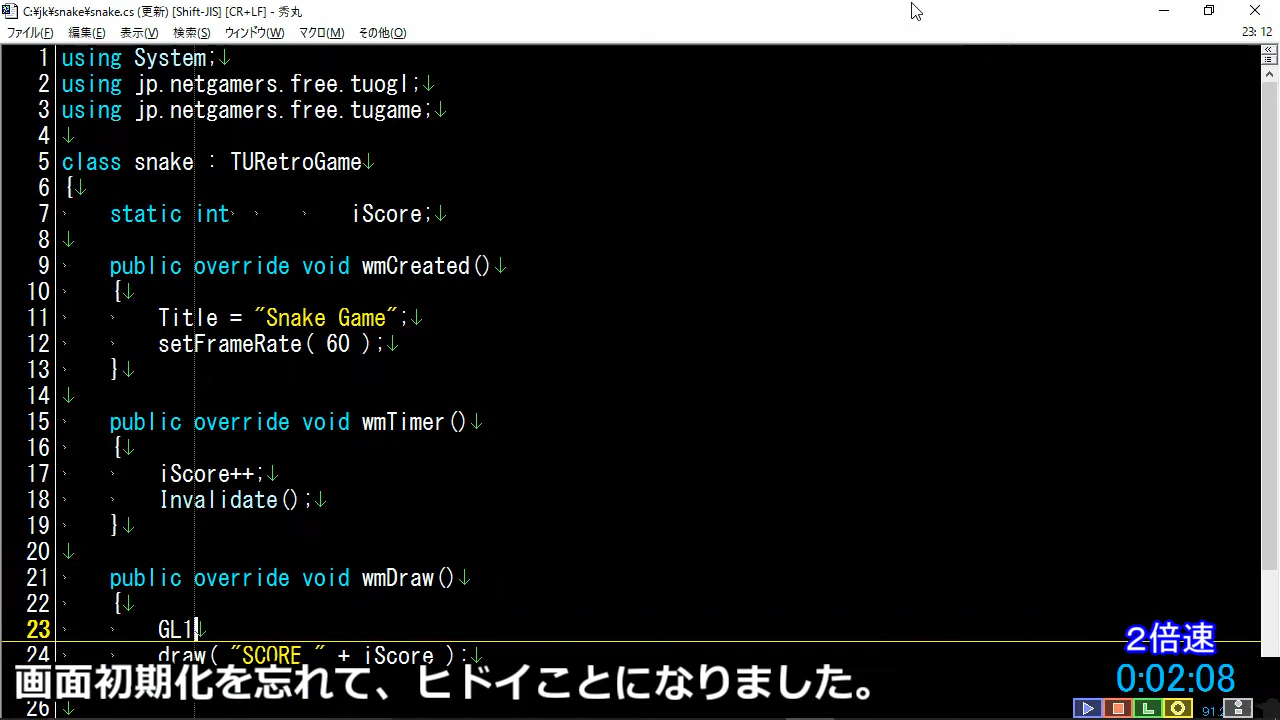 C:¥jk¥snake¥snake.cs (更新) [Shift-JIS] [CR+LF] - 秀丸
ファイル(F) 編集(E) 表示(V) 検索(S) ウィンドウ(W) マクロ(M) その他(O) 23: 12
1 using System;↓
2 using jp.netgamers.free.tuogl;↓
3 using jp.netgamers.free.tugame;↓
4 ↓
5 class snake : TURetroGame↓
6 {↓
7 static int iScore;↓
8 ↓
9 public override void wmCreated()↓
10 {↓
11 Title = "Snake Game";↓
12 setFrameRate( 60 );↓
13 }↓
14 ↓
15 public override void wmTimer()↓
16 {↓
17 iScore++;↓
18 Invalidate();↓
19 }↓
20 ↓
21 public override void wmDraw()↓
22 {↓
23 GL1↓
24 draw( "SCORE " + iScore );↓
26 ↓
2倍速
画面初期化を忘れて、ヒドイことになりました。
0:02:08